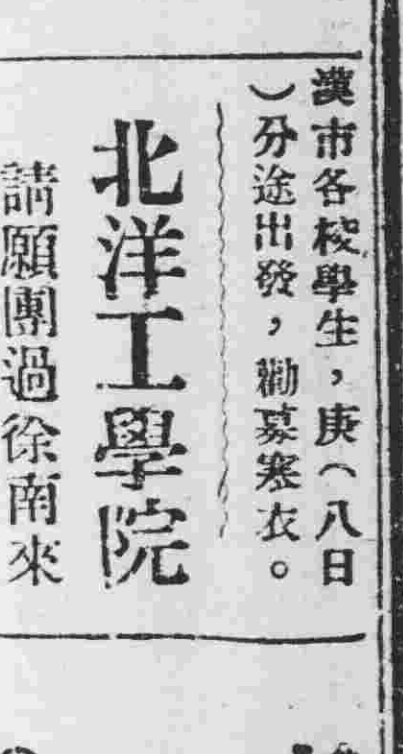 漢市各校學生，庚（八日
）分途出發，勸募寒衣。
北洋工學院
請願團過徐南來